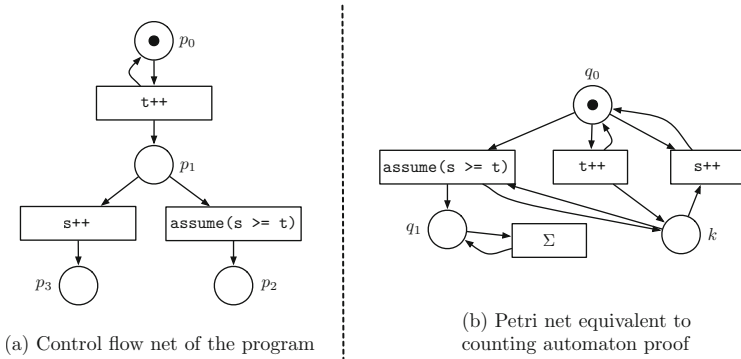 p0
t++
p1
s++
assume(s >= t)
p3
p2
(a) Control flow net of the program
q0
assume(s >= t)
t++
s++
q1
Σ
k
(b) Petri net equivalent to
counting automaton proof